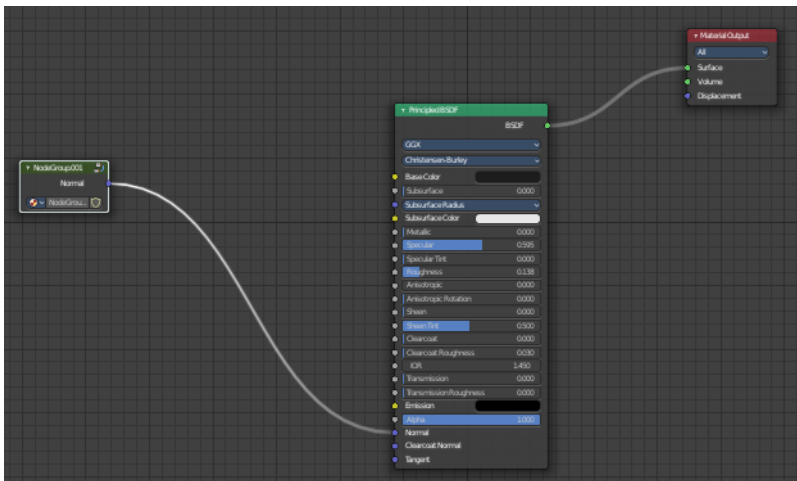 NodeGroup.001
Normal
NodeGrou...
Principled BSDF
BSDF
GGX
Christensen-Burley
Base Color
Subsurface 0.000
Subsurface Radius
Subsurface Color
Metallic 0.000
Specular 0.595
Specular Tint 0.000
Roughness 0.138
Anisotropic 0.000
Anisotropic Rotation 0.000
Sheen 0.000
Sheen Tint 0.500
Clearcoat 0.000
Clearcoat Roughness 0.030
IOR 1.450
Transmission 0.000
Transmission Roughness 0.000
Emission
Alpha 1.000
Normal
Clearcoat Normal
Tangent
Material Output
All
Surface
Volume
Displacement